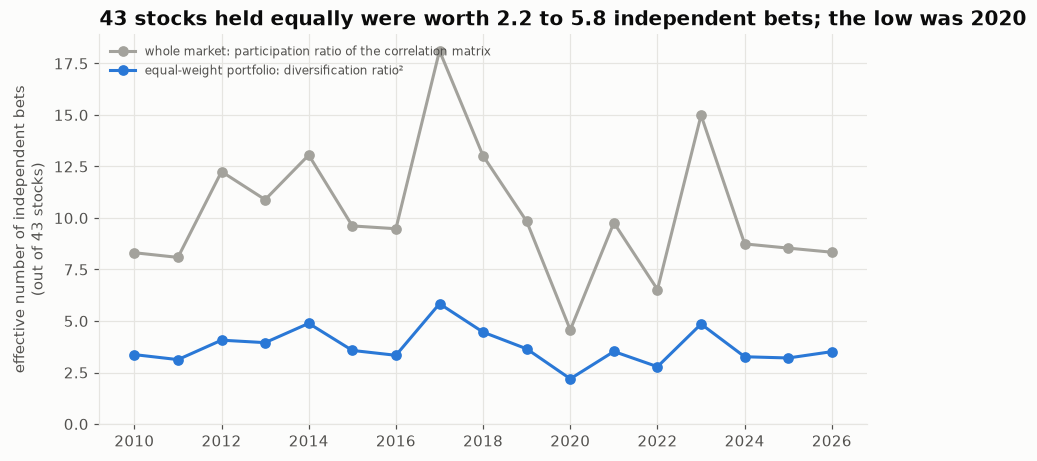 43 stocks held equally were worth 2.2 to 5.8 independent bets; the low was 2020
whole market: participation ratio of the correlation matrix
equal-weight portfolio: diversification ratio²
effective number of independent bets
(out of 43 stocks)
17.5
15.0
12.5
10.0
7.5
5.0
2.5
0.0
2010 2012 2014 2016 2018 2020 2022 2024 2026